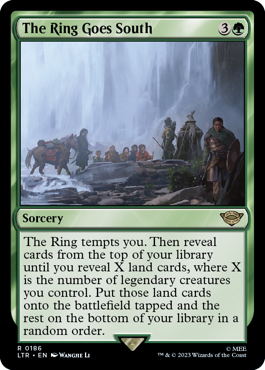 The Ring Goes South 3
Sorcery
The Ring tempts you. Then reveal
cards from the top of your library
until you reveal X land cards, where X
is the number of legendary creatures
you control. Put those land cards
onto the battlefield tapped and the
rest on the bottom of your library in a
random order.
R 0186 © MEE
LTR • EN Wanghe Li ™ & © 2023 Wizards of the Coast